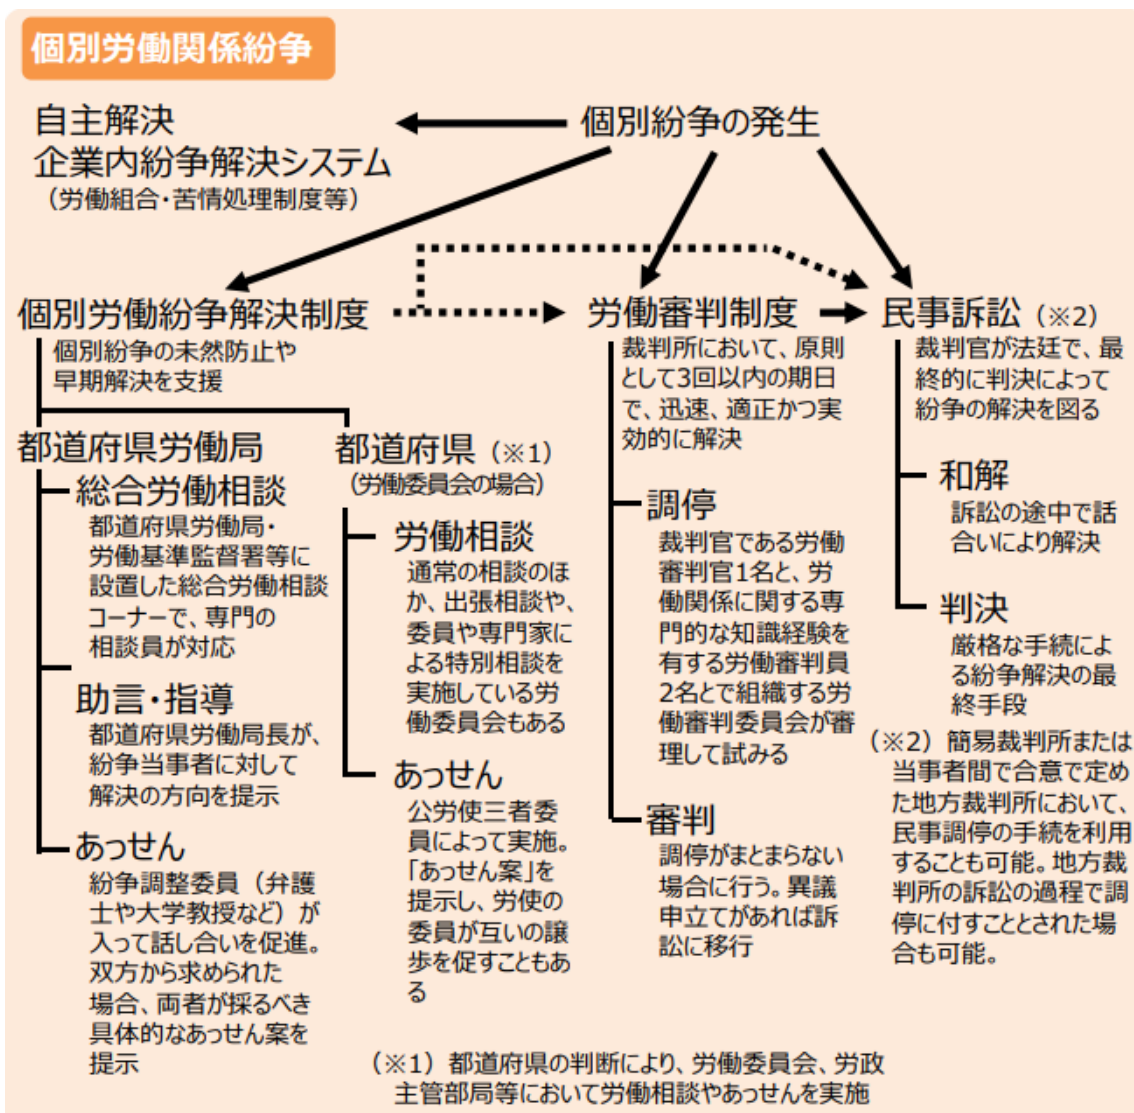 個別労働関係紛争
自主解決
企業内紛争解決システム
（労働組合・苦情処理制度等）
個別紛争の発生
個別労働紛争解決制度
個別紛争の未然防止や
早期解決を支援
都道府県労働局
総合労働相談
都道府県労働局・
労働基準監督署等に
設置した総合労働相談
コーナーで、専門の
相談員が対応
助言・指導
都道府県労働局長が、
紛争当事者に対して
解決の方向を提示
あっせん
紛争調整委員（弁護
士や大学教授など）が
入って話し合いを促進。
双方から求められた
場合、両者が採るべき
具体的なあっせん案を
提示
都道府県（※1）
（労働委員会の場合）
労働相談
通常の相談のほ
か、出張相談や、
委員や専門家に
よる特別相談を
実施している労
働委員会もある
あっせん
公労使三者委
員によって実施。
「あっせん案」を
提示し、労使の
委員が互いの譲
歩を促すこともあ
る
労働審判制度
裁判所において、原則
として3回以内の期日
で、迅速、適正かつ実
効的に解決
調停
裁判官である労働
審判官1名と、労
働関係に関する専
門的な知識経験を
有する労働審判員
2名とで組織する労
働審判委員会が審
理して試みる
審判
調停がまとまらない
場合に行う。異議
申立てがあれば訴
訟に移行
民事訴訟（※2）
裁判官が法廷で、最
終的に判決によって
紛争の解決を図る
和解
訴訟の途中で話
合いにより解決
判決
厳格な手続によ
る紛争解決の最
終手段
（※2）簡易裁判所または
当事者間で合意で定め
た地方裁判所において、
民事調停の手続を利用
することも可能。地方裁
判所の訴訟の過程で調
停に付すこととされた場
合も可能。
（※1）都道府県の判断により、労働委員会、労政
主管部局等において労働相談やあっせんを実施